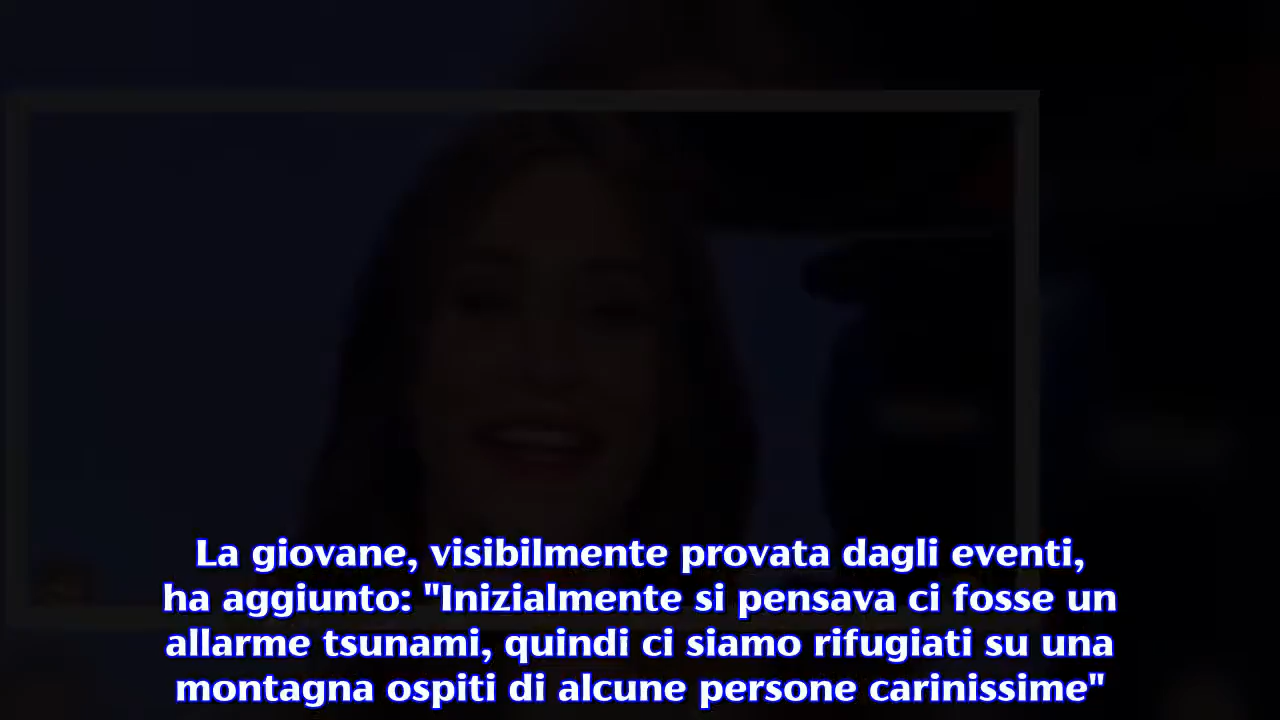 La giovane, visibilmente provata dagli eventi,
ha aggiunto: "Inizialmente si pensava ci fosse un
allarme tsunami, quindi ci siamo rifugiati su una
montagna ospiti di alcune persone carinissime"